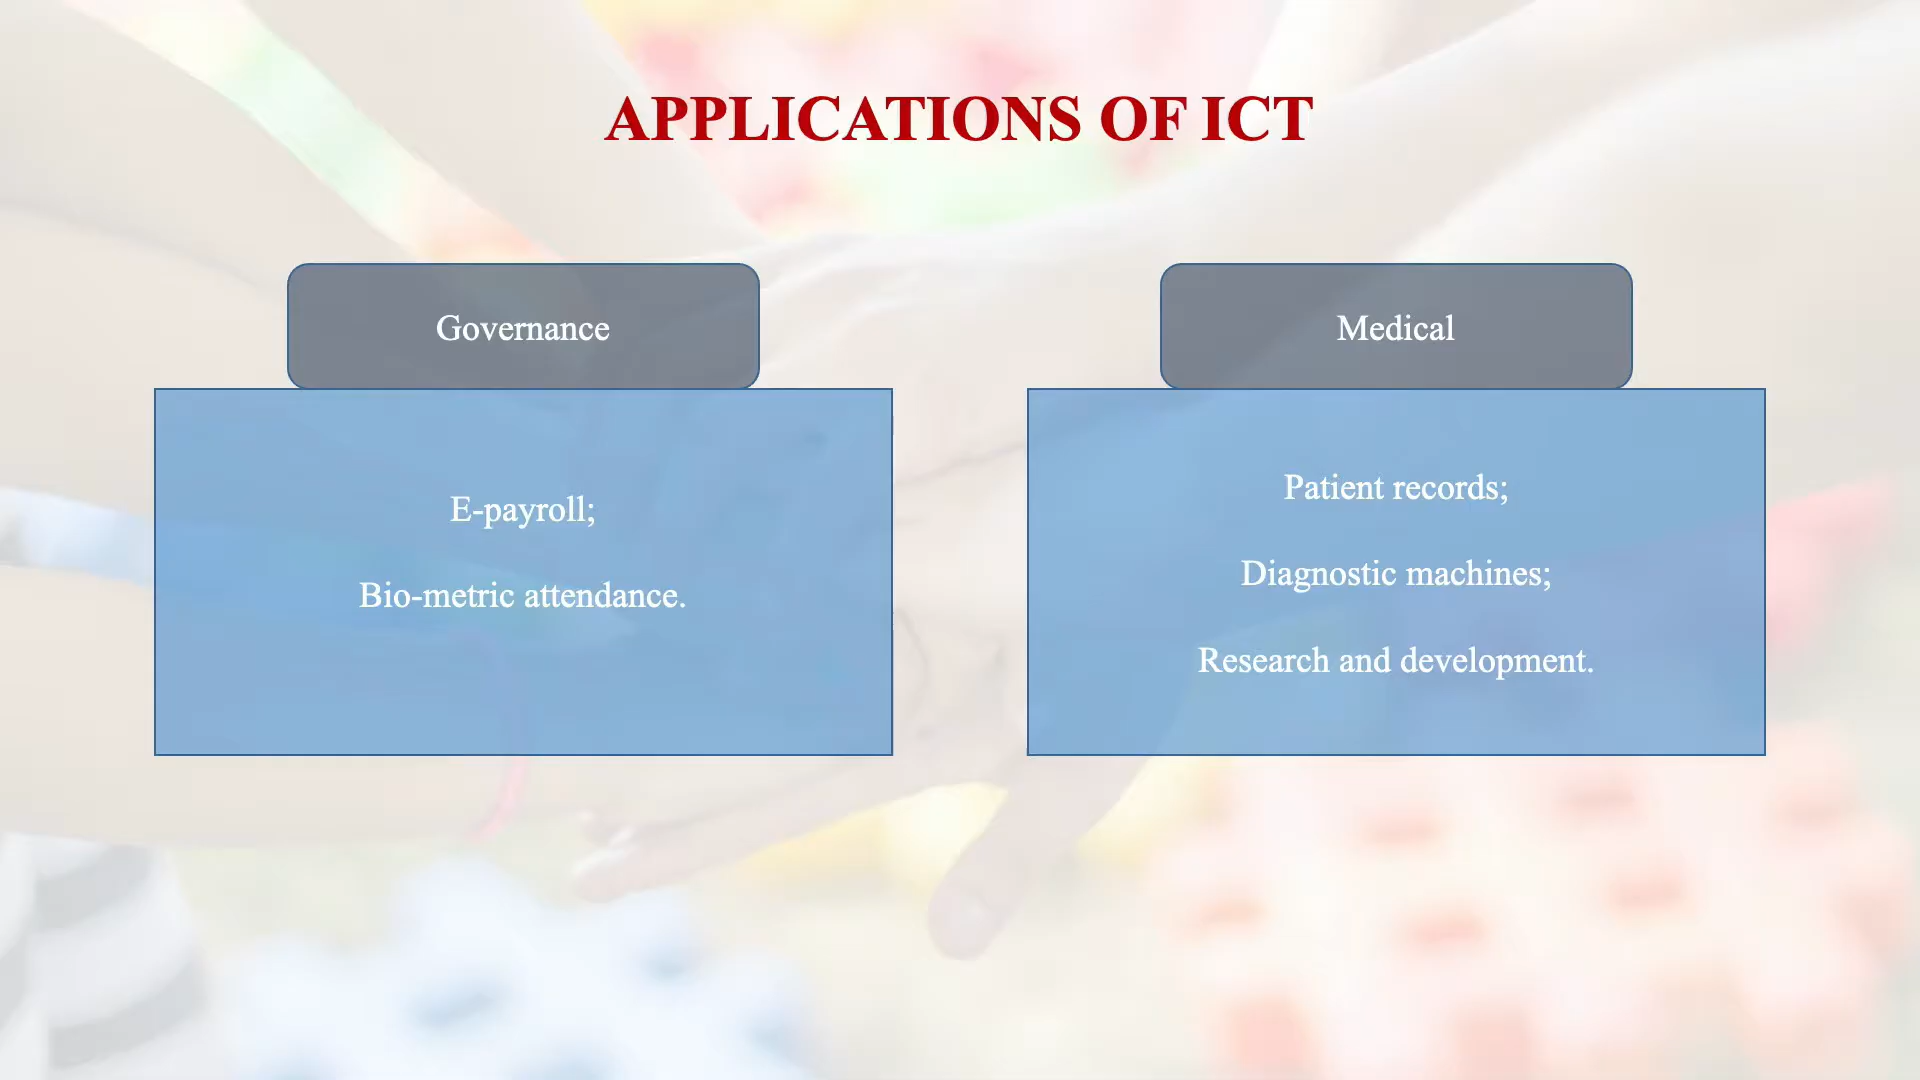 APPLICATIONS OF ICT
Governance
E-payroll;
Bio-metric attendance.
Medical
Patient records;
Diagnostic machines;
Research and development.